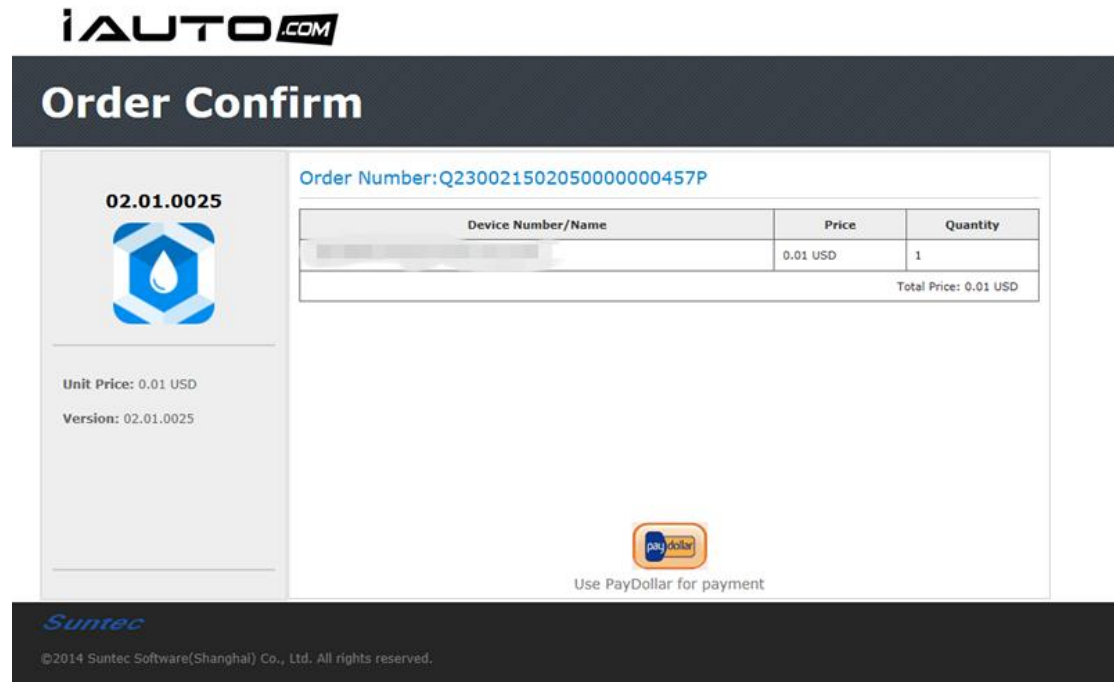 iAUTO.COM
Order Confirm
02.01.0025
Unit Price: 0.01 USD
Version: 02.01.0025
Order Number:Q230021502050000000457P
Device Number/Name Price Quantity
0.01 USD 1
Total Price: 0.01 USD
pay dollar
Use PayDollar for payment
Suntec
©2014 Suntec Software(Shanghai) Co., Ltd. All rights reserved.